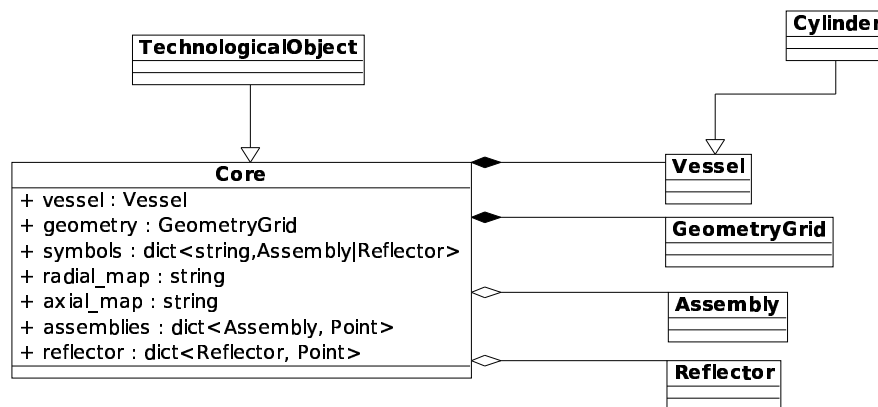 Cylinder
TechnologicalObject
Core
+ vessel : Vessel
+ geometry : GeometryGrid
+ symbols : dict<string,Assembly|Reflector>
+ radial_map : string
+ axial_map : string
+ assemblies : dict<Assembly, Point>
+ reflector : dict<Reflector, Point>
Vessel
GeometryGrid
Assembly
Reflector